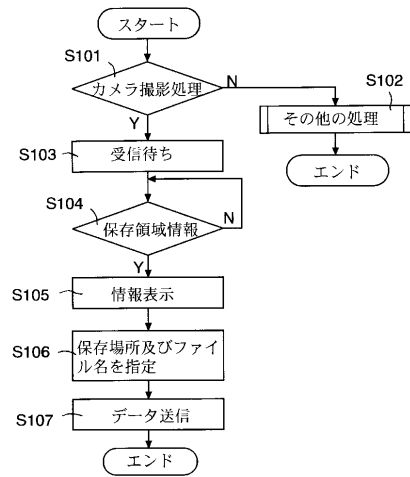 スタート
S101
カメラ撮影処理
N
S102
その他の処理
Y
エンド
S103
受信待ち
S104
保存領域情報
N
Y
S105
情報表示
S106
保存場所及びファイ
ル名を指定
S107
データ送信
エンド